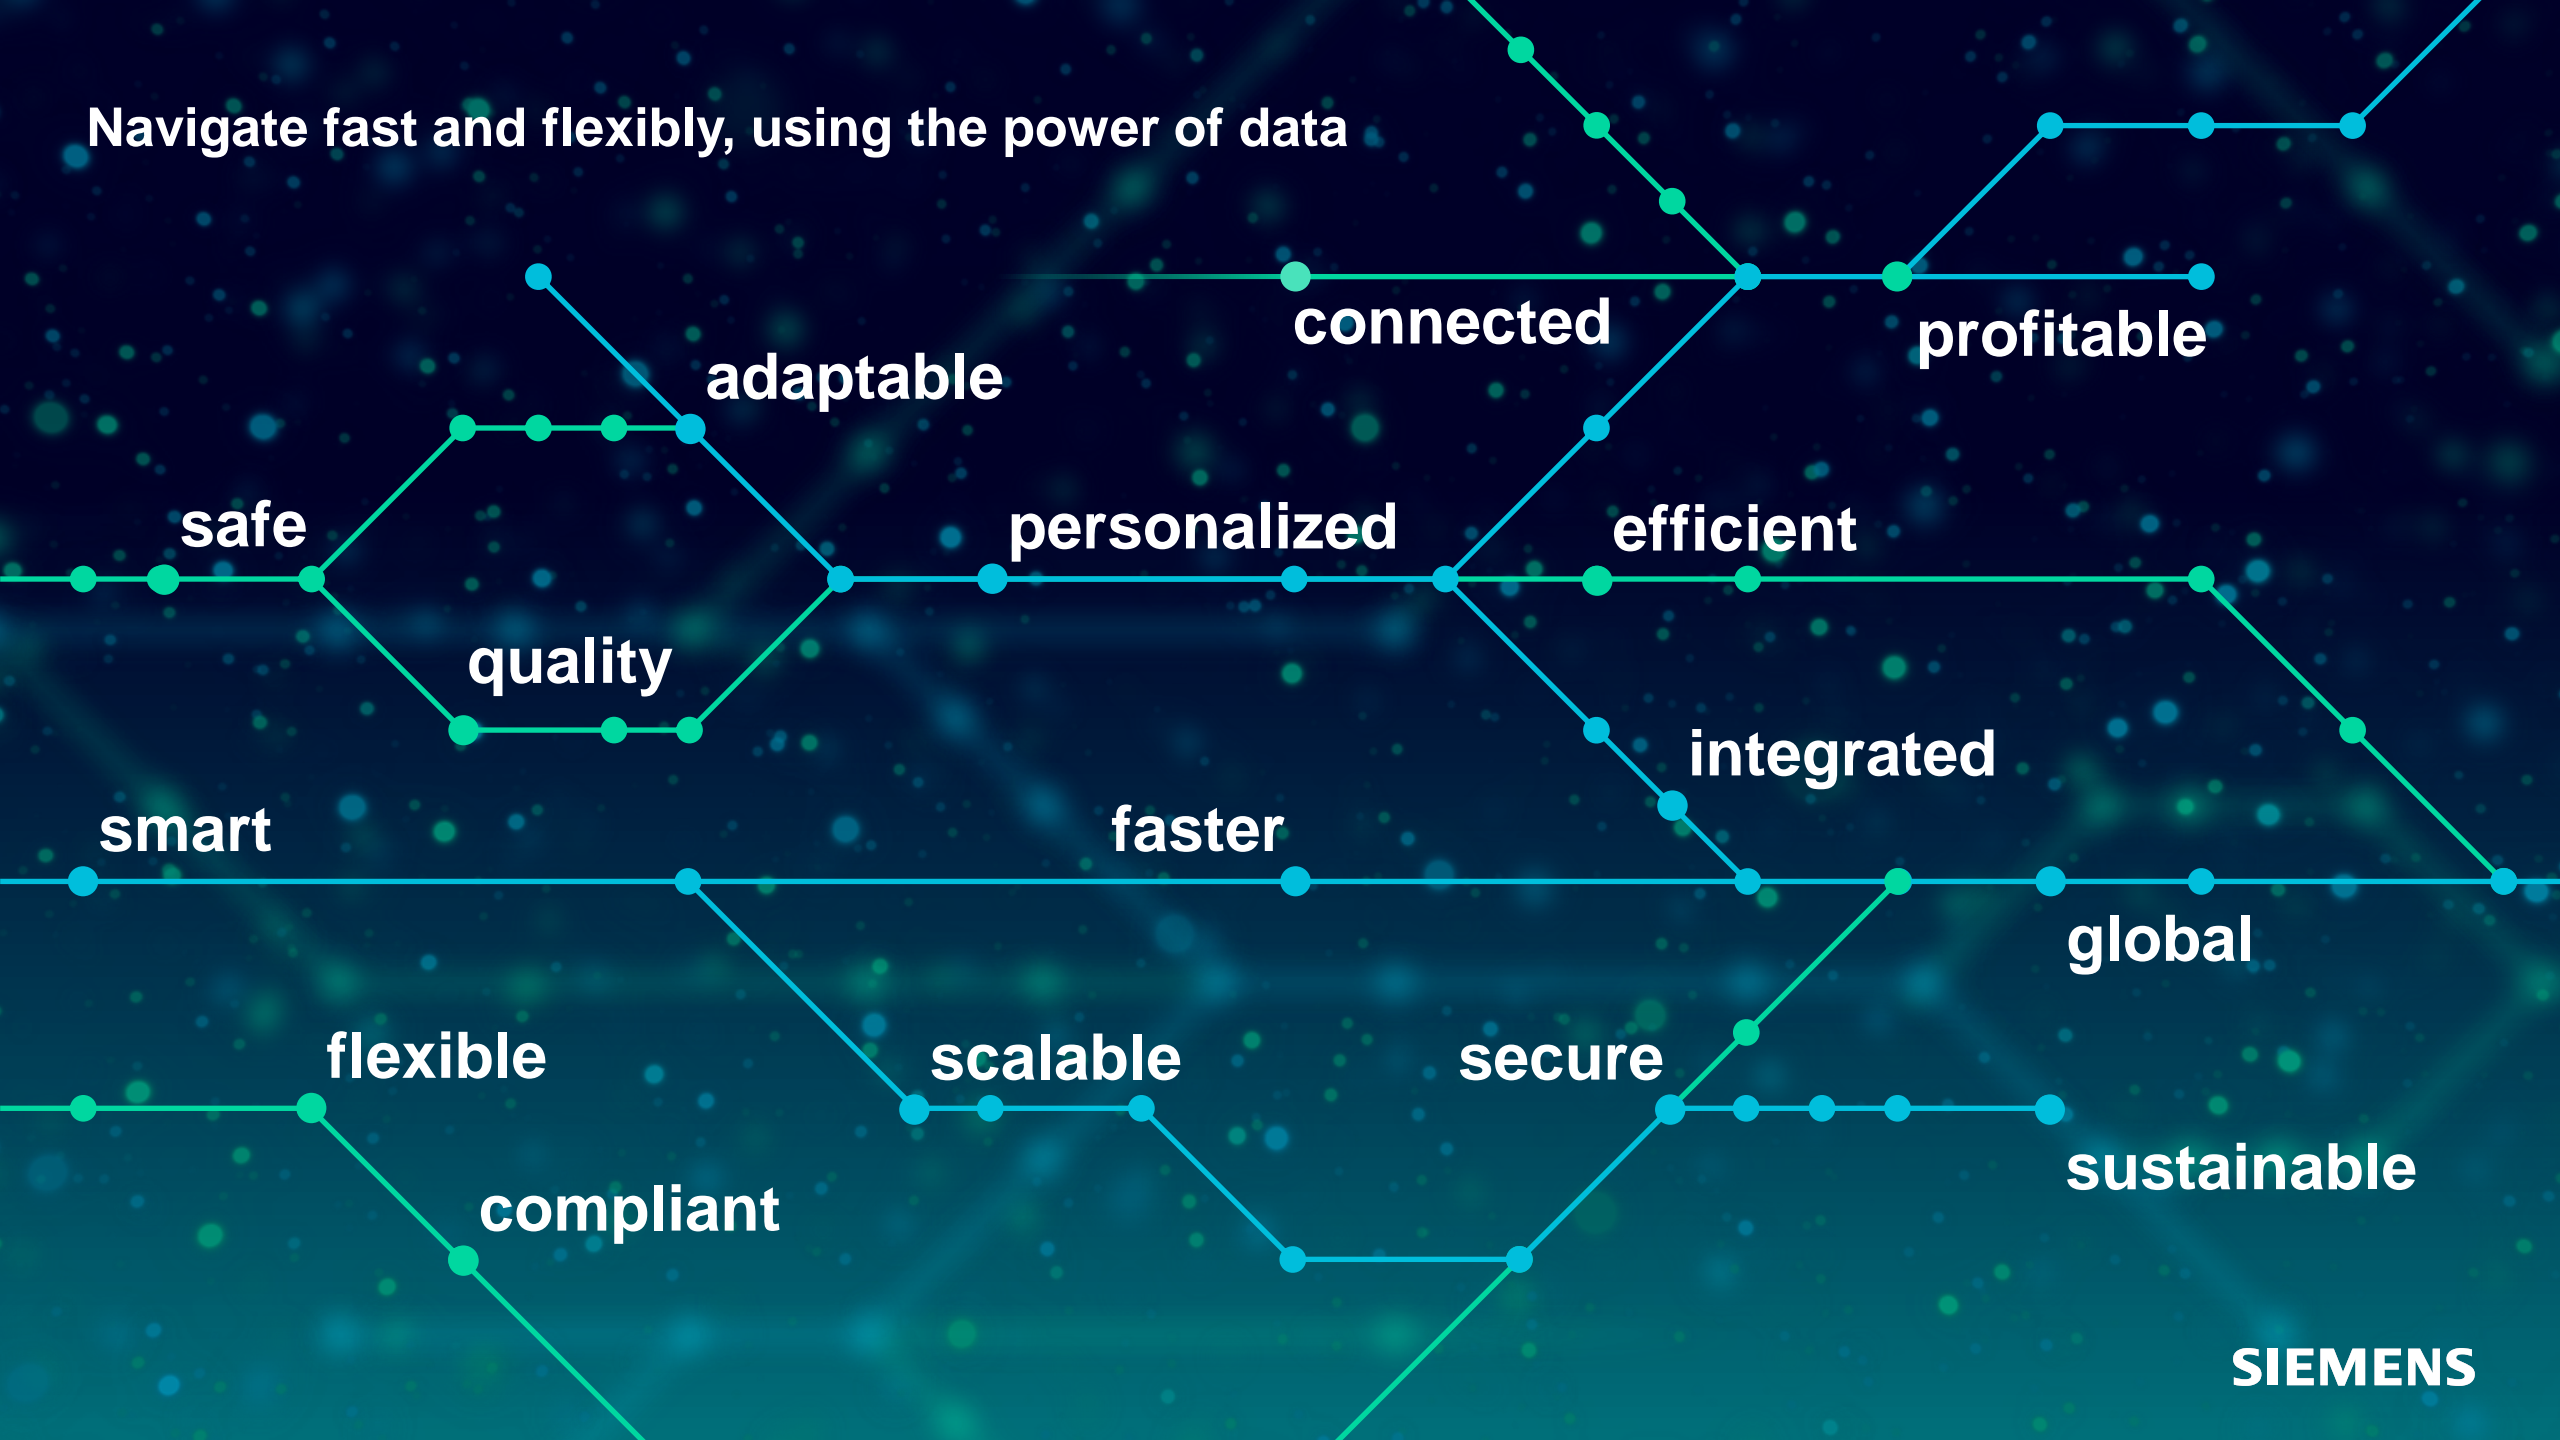 Navigate fast and flexibly, using the power of data
connected
profitable
adaptable
safe
personalized
efficient
quality
integrated
smart
faster
global
flexible
scalable
secure
sustainable
compliant
SIEMENS